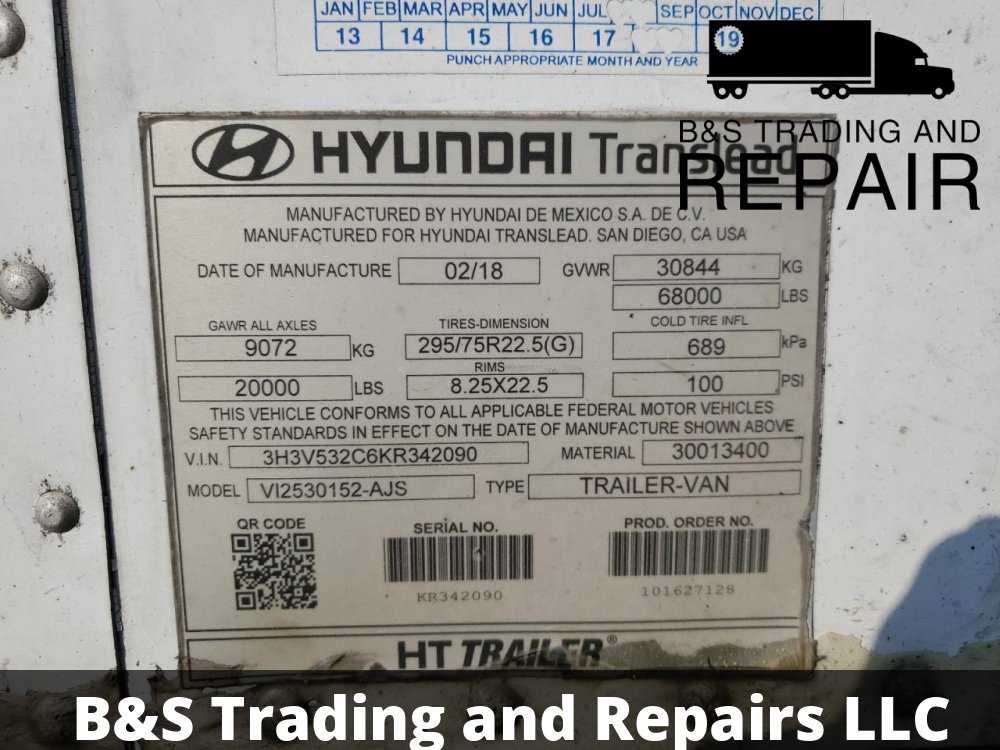 JAN FEB MAR APR MAY JUN JUL SEP OCT NOV DEC
13 14 15 16 17 19
PUNCH APPROPRIATE MONTH AND YEAR
B&S TRADING AND
REPAIR
HYUNDAI Translead
MANUFACTURED BY HYUNDAI DE MEXICO S.A. DE C.V.
MANUFACTURED FOR HYUNDAI TRANSLEAD. SAN DIEGO, CA USA
DATE OF MANUFACTURE 02/18 GVWR 30844 KG
68000 LBS
GAWR ALL AXLES TIRES-DIMENSION COLD TIRE INFL
9072 KG 295/75R22.5(G) 689 kPa
RIMS
20000 LBS 8.25X22.5 100 PSI
THIS VEHICLE CONFORMS TO ALL APPLICABLE FEDERAL MOTOR VEHICLES
SAFETY STANDARDS IN EFFECT ON THE DATE OF MANUFACTURE SHOWN ABOVE
V.I.N. 3H3V532C6KR342090 MATERIAL 30013400
MODEL VI2530152-AJS TYPE TRAILER-VAN
QR CODE SERIAL NO. PROD. ORDER NO.
KR342090 101627128
HT TRAILER®
B&S Trading and Repairs LLC